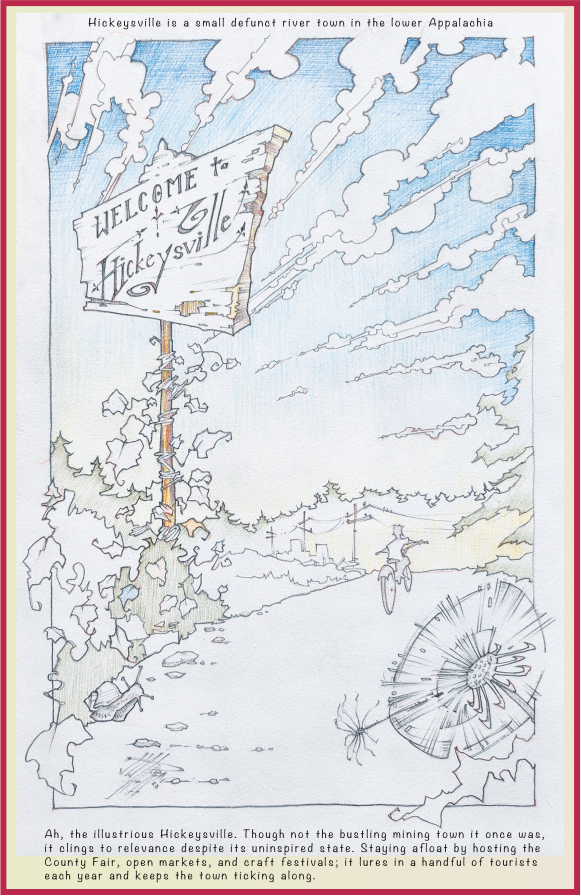 Hickeysville is a small defunct river town in the lower Appalachia
WELCOME to
Hickeysville
Ah, the illustrious Hickeysville. Though not the bustling mining town it once was,
it clings to relevance despite its uninspired state. Staying afloat by hosting the
County Fair, open markets, and craft festivals; it lures in a handful of tourists
each year and keeps the town ticking along.